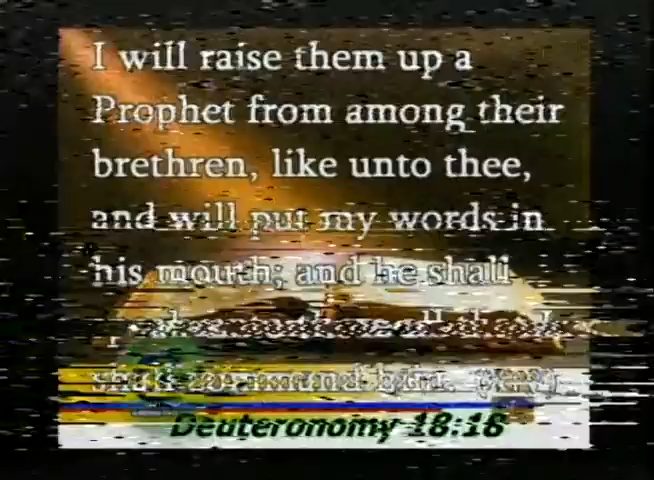 I will raise them up a
Prophet from among their
brethren, like unto thee,
and will put my words in
his mouth; and he shall
him.
Deuteronomy 18:18